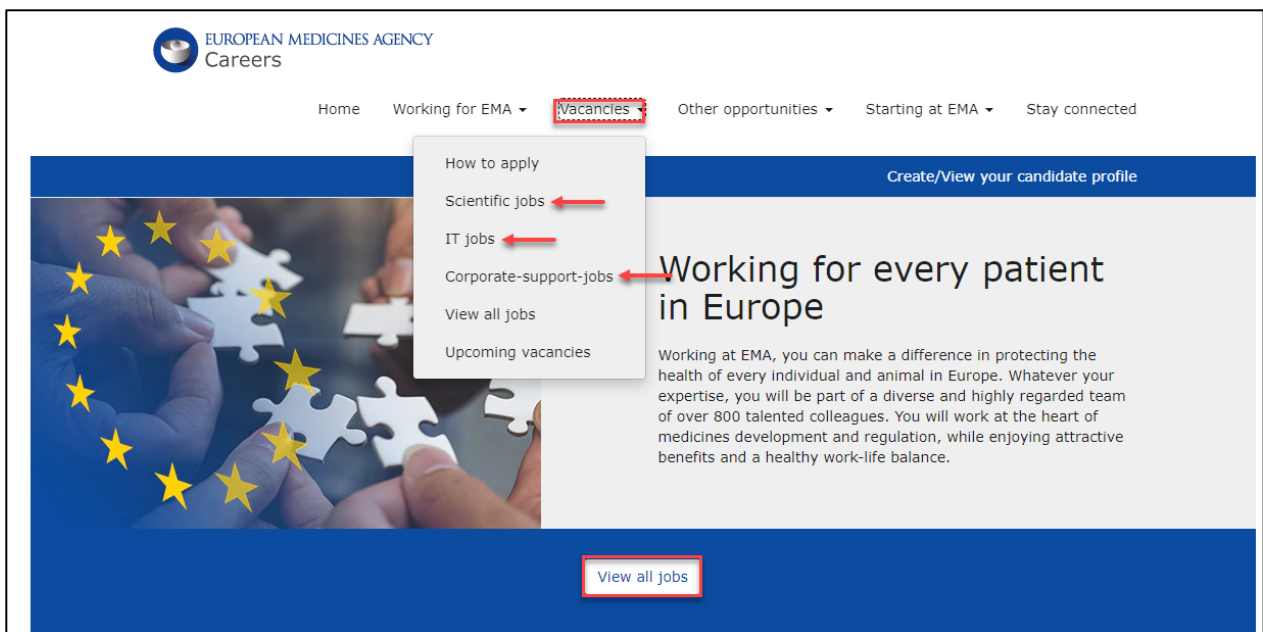 EUROPEAN MEDICINES AGENCY
Careers
Home Working for EMA Vacancies Other opportunities Starting at EMA Stay connected
How to apply
Scientific jobs
IT jobs
Corporate-support-jobs
View all jobs
Upcoming vacancies
Create/View your candidate profile
Working for every patient
in Europe
Working at EMA, you can make a difference in protecting the
health of every individual and animal in Europe. Whatever your
expertise, you will be part of a diverse and highly regarded team
of over 800 talented colleagues. You will work at the heart of
medicines development and regulation, while enjoying attractive
benefits and a healthy work-life balance.
View all jobs